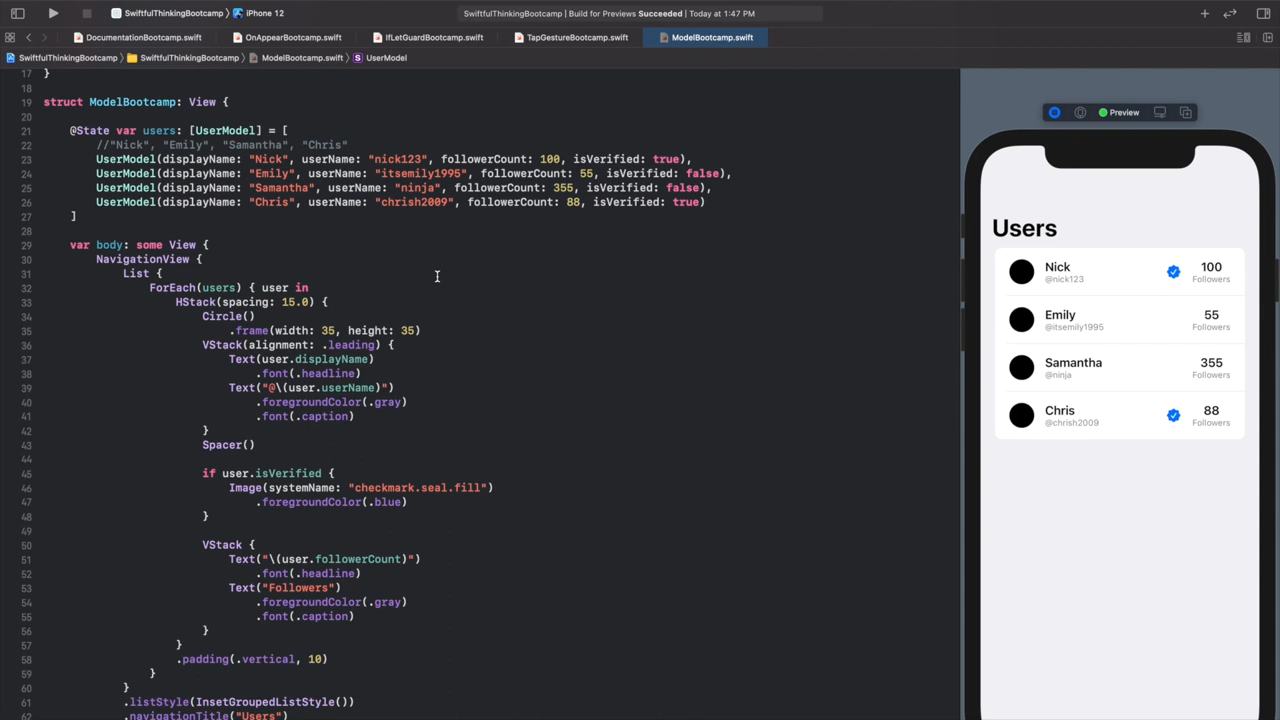 SwiftfulThinkingBootcamp
iPhone 12
SwiftfulThinkingBootcamp | Build for Previews Succeeded | Today at 1:47 PM
DocumentationBootcamp.swift
OnAppearBootcamp.swift
IfLetGuardBootcamp.swift
TapGestureBootcamp.swift
ModelBootcamp.swift
SwiftfulThinkingBootcamp
SwiftfulThinkingBootcamp
ModelBootcamp.swift
S UserModel
17 }
18
19 struct ModelBootcamp: View {
20
21 @State var users: [UserModel] = [
22 //"Nick", "Emily", "Samantha", "Chris"
23 UserModel(displayName: "Nick", userName: "nick123", followerCount: 100, isVerified: true),
24 UserModel(displayName: "Emily", userName: "itsemily1995", followerCount: 55, isVerified: false),
25 UserModel(displayName: "Samantha", userName: "ninja", followerCount: 355, isVerified: false),
26 UserModel(displayName: "Chris", userName: "chrish2009", followerCount: 88, isVerified: true)
27 ]
28
29 var body: some View {
30 NavigationView {
31 List {
32 ForEach(users) { user in
33 HStack(spacing: 15.0) {
34 Circle()
35 .frame(width: 35, height: 35)
36 VStack(alignment: .leading) {
37 Text(user.displayName)
38 .font(.headline)
39 Text("@\(user.userName)")
40 .foregroundColor(.gray)
41 .font(.caption)
42 }
43 Spacer()
44
45 if user.isVerified {
46 Image(systemName: "checkmark.seal.fill")
47 .foregroundColor(.blue)
48 }
49
50 VStack {
51 Text("\(user.followerCount)")
52 .font(.headline)
53 Text("Followers")
54 .foregroundColor(.gray)
55 .font(.caption)
56 }
57 }
58 .padding(.vertical, 10)
59 }
60 }
61 .listStyle(InsetGroupedListStyle())
62 .navigationTitle("Users")
Preview
Users
Nick
@nick123
100
Followers
Emily
@itsemily1995
55
Followers
Samantha
@ninja
355
Followers
Chris
@chrish2009
88
Followers